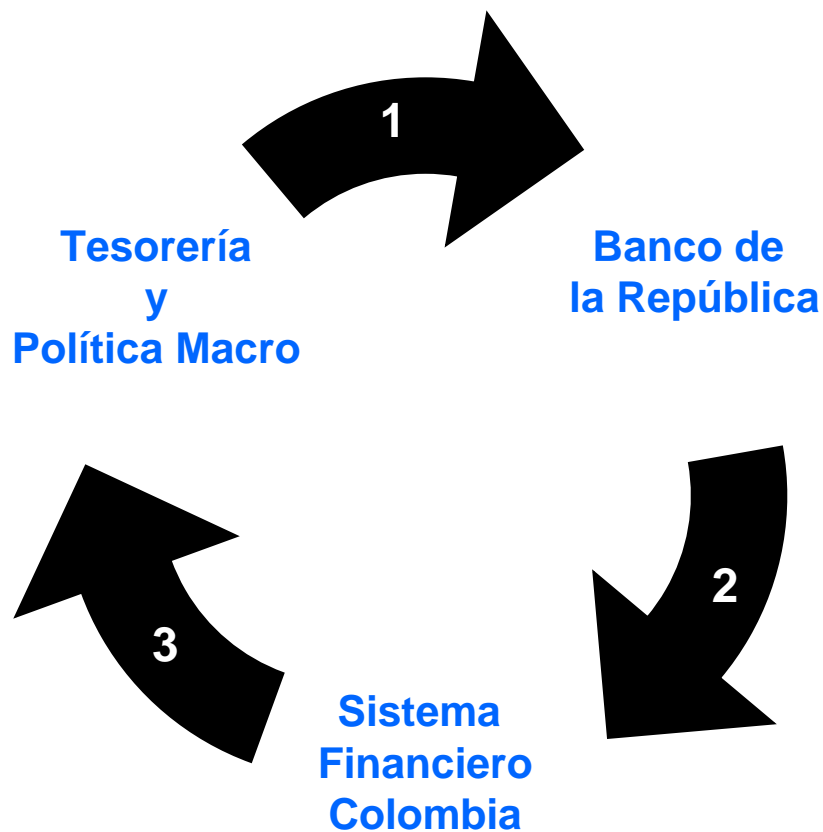 1
Tesorería
y
Política Macro
Banco de
la República
2
3
Sistema
Financiero
Colombia